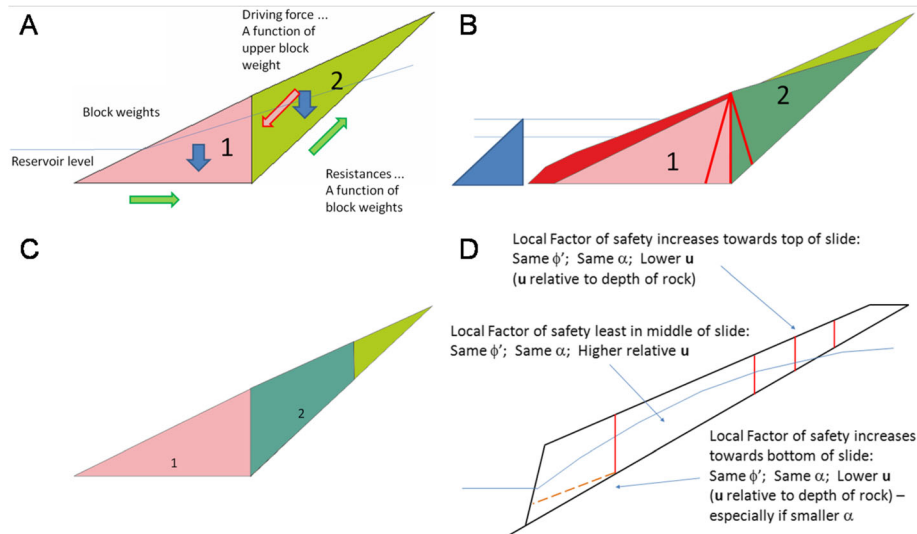 A
Driving force ...
A function of
upper block
weight
2
Block weights
1
Reservoir level
Resistances ...
A function of
block weights
B
2
1
C
2
1
D
Local Factor of safety increases towards top of slide:
Same ϕ'; Same α; Lower u
(u relative to depth of rock)
Local Factor of safety least in middle of slide:
Same ϕ'; Same α; Higher relative u
Local Factor of safety increases
towards bottom of slide:
Same ϕ'; Same α; Lower u
(u relative to depth of rock) –
especially if smaller α